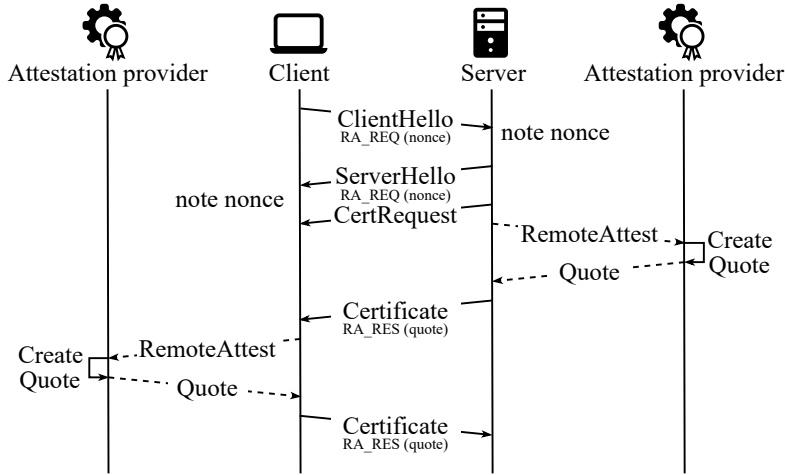 Attestation provider Client Server Attestation provider
ClientHello
RA_REQ (nonce)
note nonce
ServerHello
RA_REQ (nonce)
note nonce
CertRequest
RemoteAttest
Create
Quote
Quote
Certificate
RA_RES (quote)
RemoteAttest
Create
Quote
Quote
Certificate
RA_RES (quote)